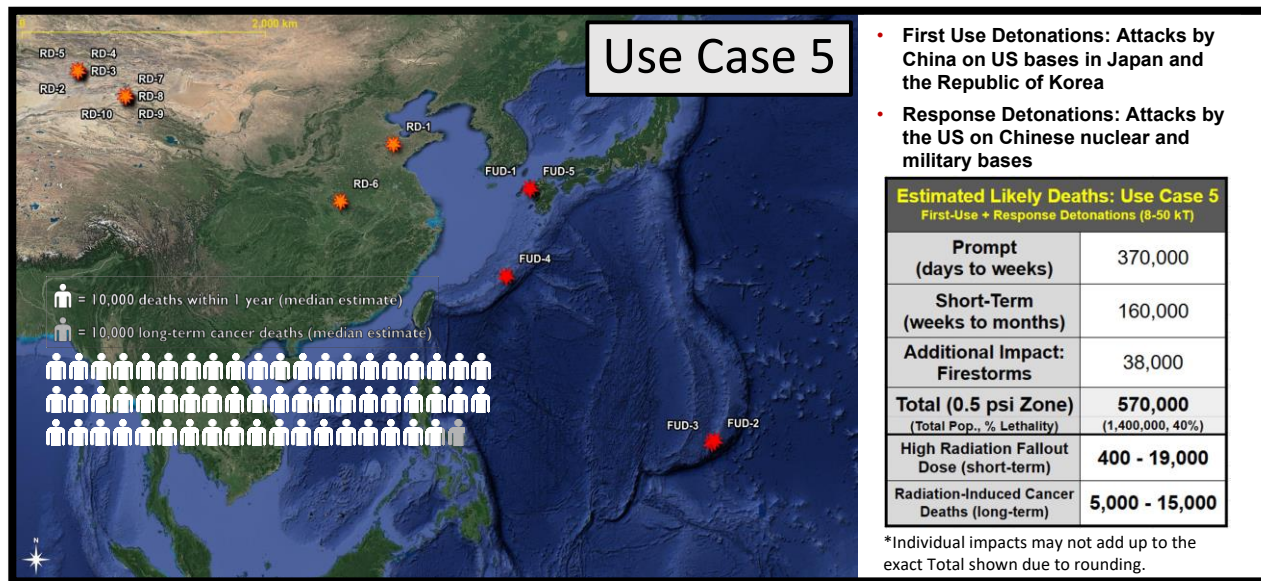 0
2,000 km
Use Case 5
RD-5
RD-4
RD-3
RD-2
RD-7
RD-8
RD-10
RD-9
RD-1
RD-6
FUD-1
FUD-5
FUD-4
FUD-3
FUD-2
= 10,000 deaths within 1 year (median estimate)
= 10,000 long-term cancer deaths (median estimate)
• First Use Detonations: Attacks by
China on US bases in Japan and
the Republic of Korea
• Response Detonations: Attacks by
the US on Chinese nuclear and
military bases
Estimated Likely Deaths: Use Case 5
First-Use + Response Detonations (8-50 kT)
Prompt
(days to weeks)
370,000
Short-Term
(weeks to months)
160,000
Additional Impact:
Firestorms
38,000
Total (0.5 psi Zone)
570,000
(Total Pop., % Lethality)
(1,400,000, 40%)
High Radiation Fallout
Dose (short-term)
400 - 19,000
Radiation-Induced Cancer
Deaths (long-term)
5,000 - 15,000
*Individual impacts may not add up to the
exact Total shown due to rounding.